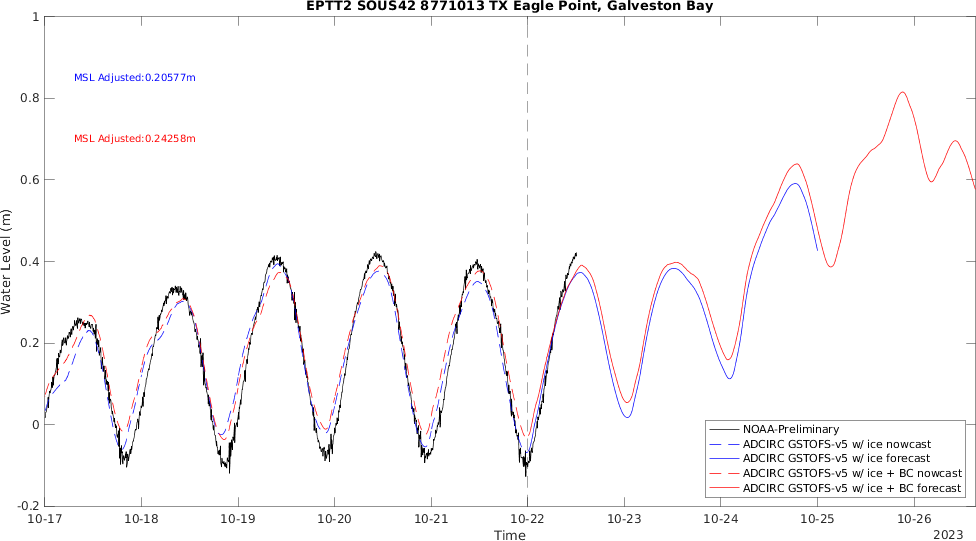 EPTT2 SOUS42 8771013 TX Eagle Point, Galveston Bay
1
MSL Adjusted:0.20577m
0.8
MSL Adjusted:0.24258m
0.6
0.4
Water Level (m)
0.2
0
-0.2
NOAA-Preliminary
ADCIRC GSTOFS-v5 w/ ice nowcast
ADCIRC GSTOFS-v5 w/ ice forecast
ADCIRC GSTOFS-v5 w/ ice + BC nowcast
ADCIRC GSTOFS-v5 w/ ice + BC forecast
10-17 10-18 10-19 10-20 10-21 10-22 10-23 10-24 10-25 10-26
Time
2023